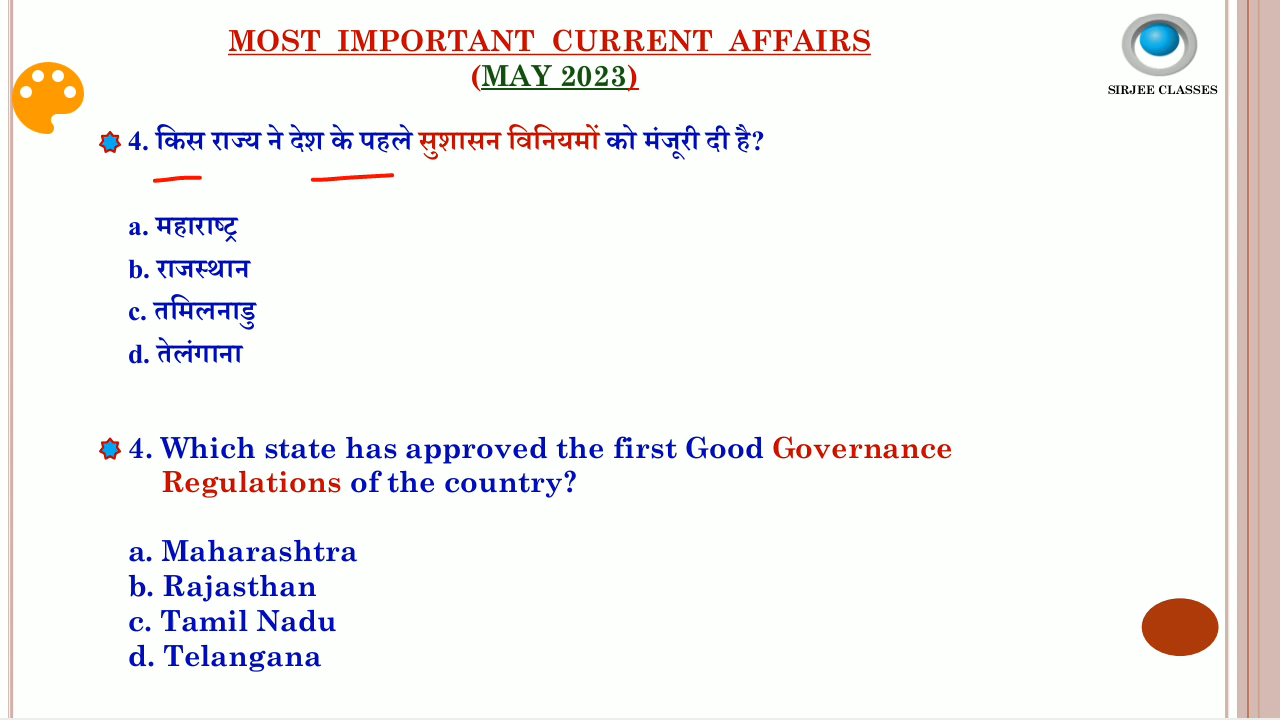 MOST IMPORTANT CURRENT AFFAIRS
(MAY 2023)
SIRJEE CLASSES
4. किस राज्य ने देश के पहले सुशासन विनियमों को मंजूरी दी है?
a. महाराष्ट्र
b. राजस्थान
c. तमिलनाडु
d. तेलंगाना
4. Which state has approved the first Good Governance
Regulations of the country?
a. Maharashtra
b. Rajasthan
c. Tamil Nadu
d. Telangana